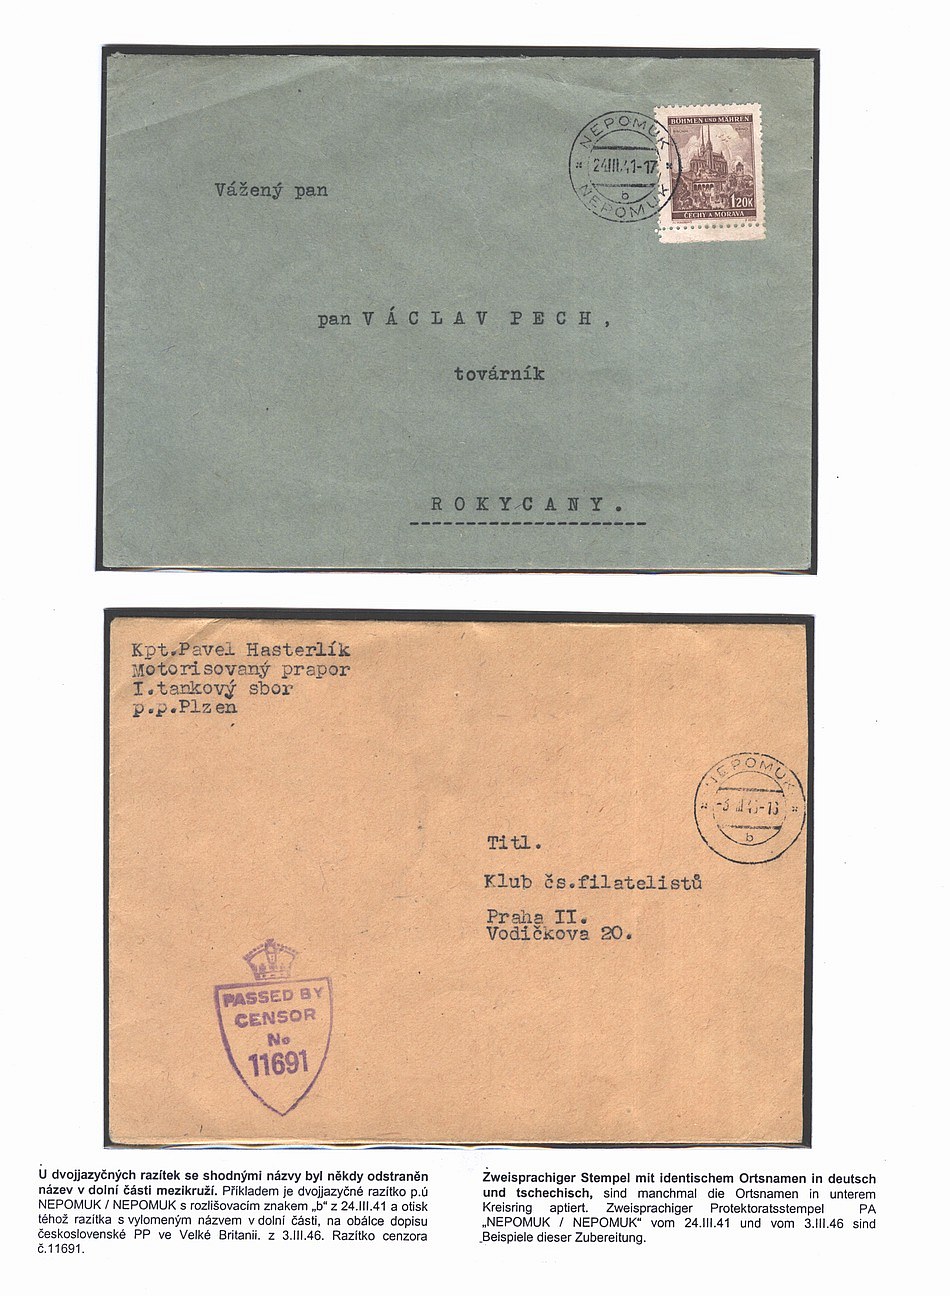 NEPOMUK
24.III.41-17
b
NEPOMUK
BÖHMEN UND MÄHREN
1.20K
ČECHY A MORAVA
Vážený pan
pan VÁCLAV PECH,
továrník
ROKYCANY.
Kpt.Pavel Hasterlík
Motorisovaný prapor
I.tankový sbor
p.p.Plzen
NEPOMUK
b
Titl.
Klub čs.filatelistů
Praha II.
Vodičkova 20.
PASSED BY
CENSOR
No
11691
U dvojjazyčných razítek se shodnými názvy byl někdy odstraněn
název v dolní části mezikruží. Příkladem je dvojjazyčné razítko p.ú
NEPOMUK / NEPOMUK s rozlišovacím znakem „b“ z 24.III.41 a otisk
téhož razítka s vylomeným názvem v dolní části, na obálce dopisu
československé PP ve Velké Britanii. z 3.III.46. Razítko cenzora
č.11691.
Zweisprachiger Stempel mit identischem Ortsnamen in deutsch
und tschechisch, sind manchmal die Ortsnamen in unterem
Kreisring aptiert. Zweisprachiger Protektoratsstempel PA
„NEPOMUK / NEPOMUK“ vom 24.III.41 und vom 3.III.46 sind
Beispiele dieser Zubereitung.